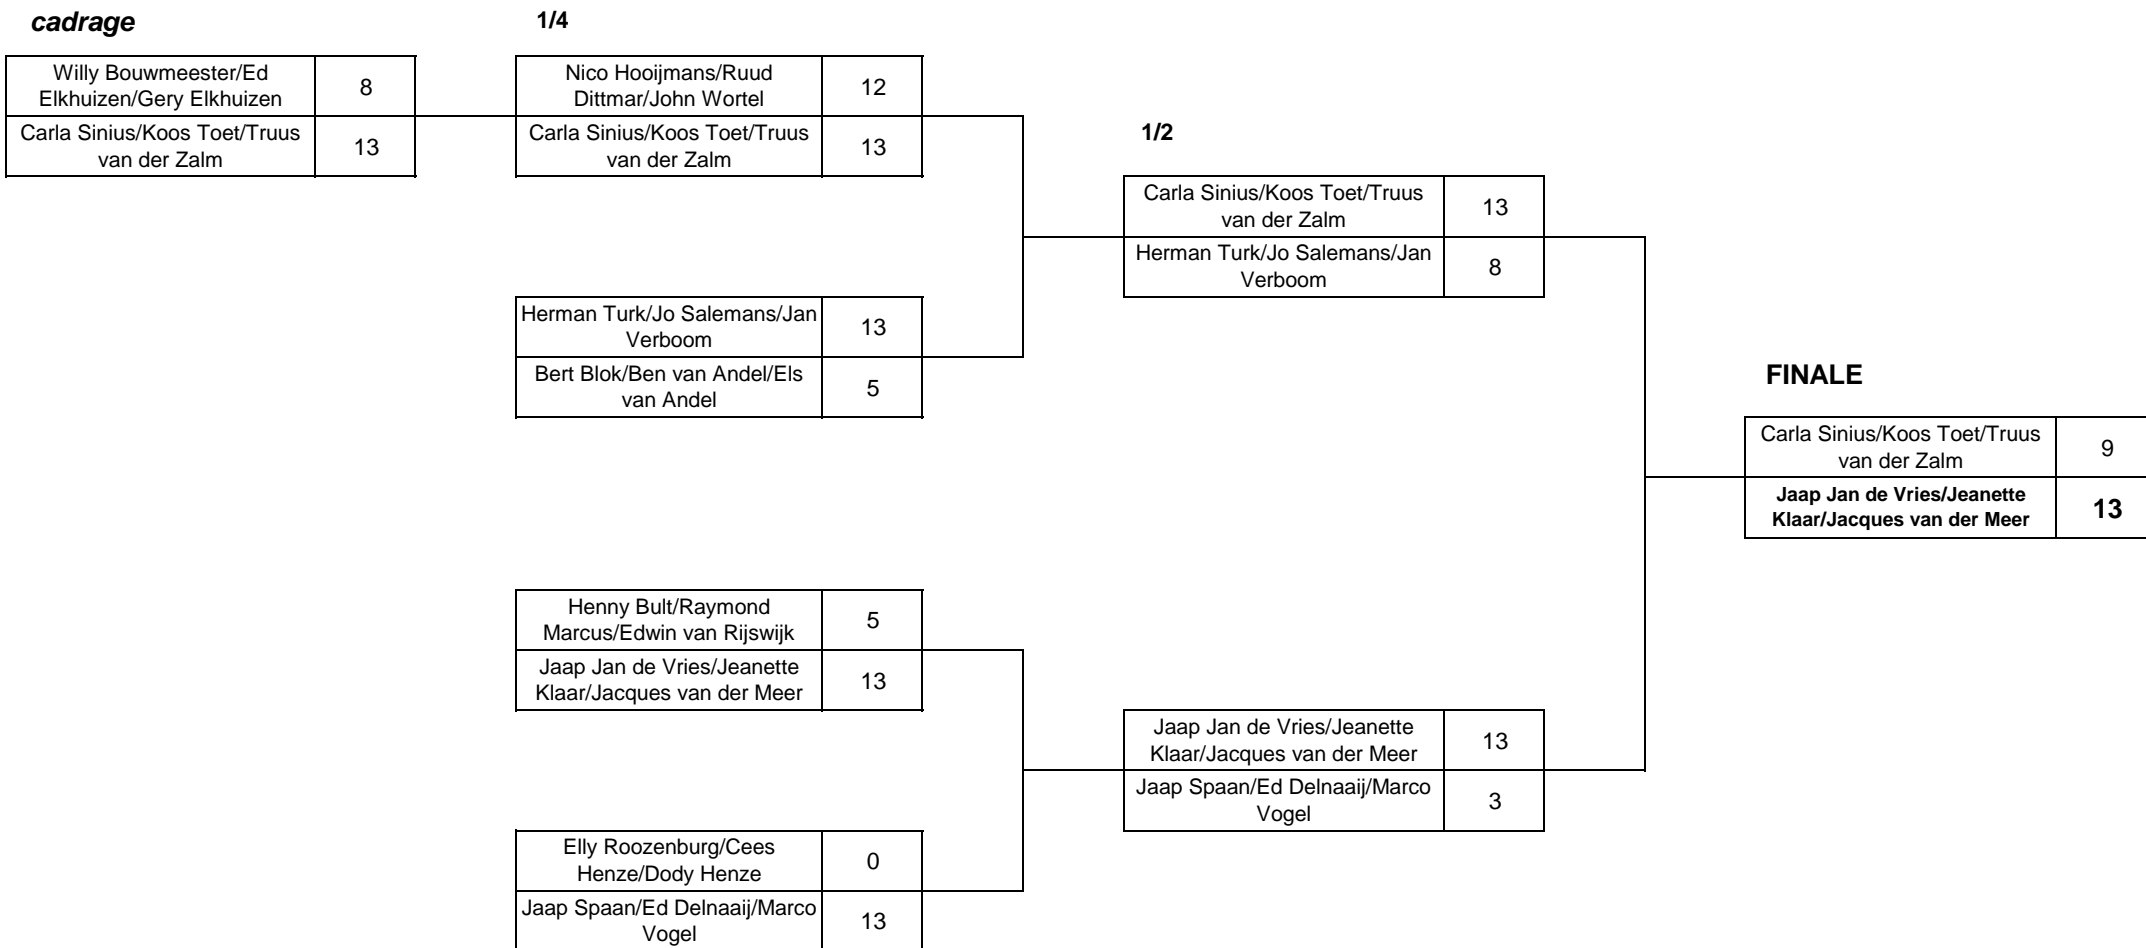 cadrage
1/4
Willy Bouwmeester/Ed
Elkhuizen/Gery Elkhuizen
8
Carla Sinius/Koos Toet/Truus
van der Zalm
13
Nico Hooijmans/Ruud
Dittmar/John Wortel
12
Carla Sinius/Koos Toet/Truus
van der Zalm
13
Herman Turk/Jo Salemans/Jan
Verboom
13
Bert Blok/Ben van Andel/Els
van Andel
5
Henny Bult/Raymond
Marcus/Edwin van Rijswijk
5
Jaap Jan de Vries/Jeanette
Klaar/Jacques van der Meer
13
Elly Roozenburg/Cees
Henze/Dody Henze
0
Jaap Spaan/Ed Delnaaij/Marco
Vogel
13
1/2
Carla Sinius/Koos Toet/Truus
van der Zalm
13
Herman Turk/Jo Salemans/Jan
Verboom
8
Jaap Jan de Vries/Jeanette
Klaar/Jacques van der Meer
13
Jaap Spaan/Ed Delnaaij/Marco
Vogel
3
FINALE
Carla Sinius/Koos Toet/Truus
van der Zalm
9
Jaap Jan de Vries/Jeanette
Klaar/Jacques van der Meer
13